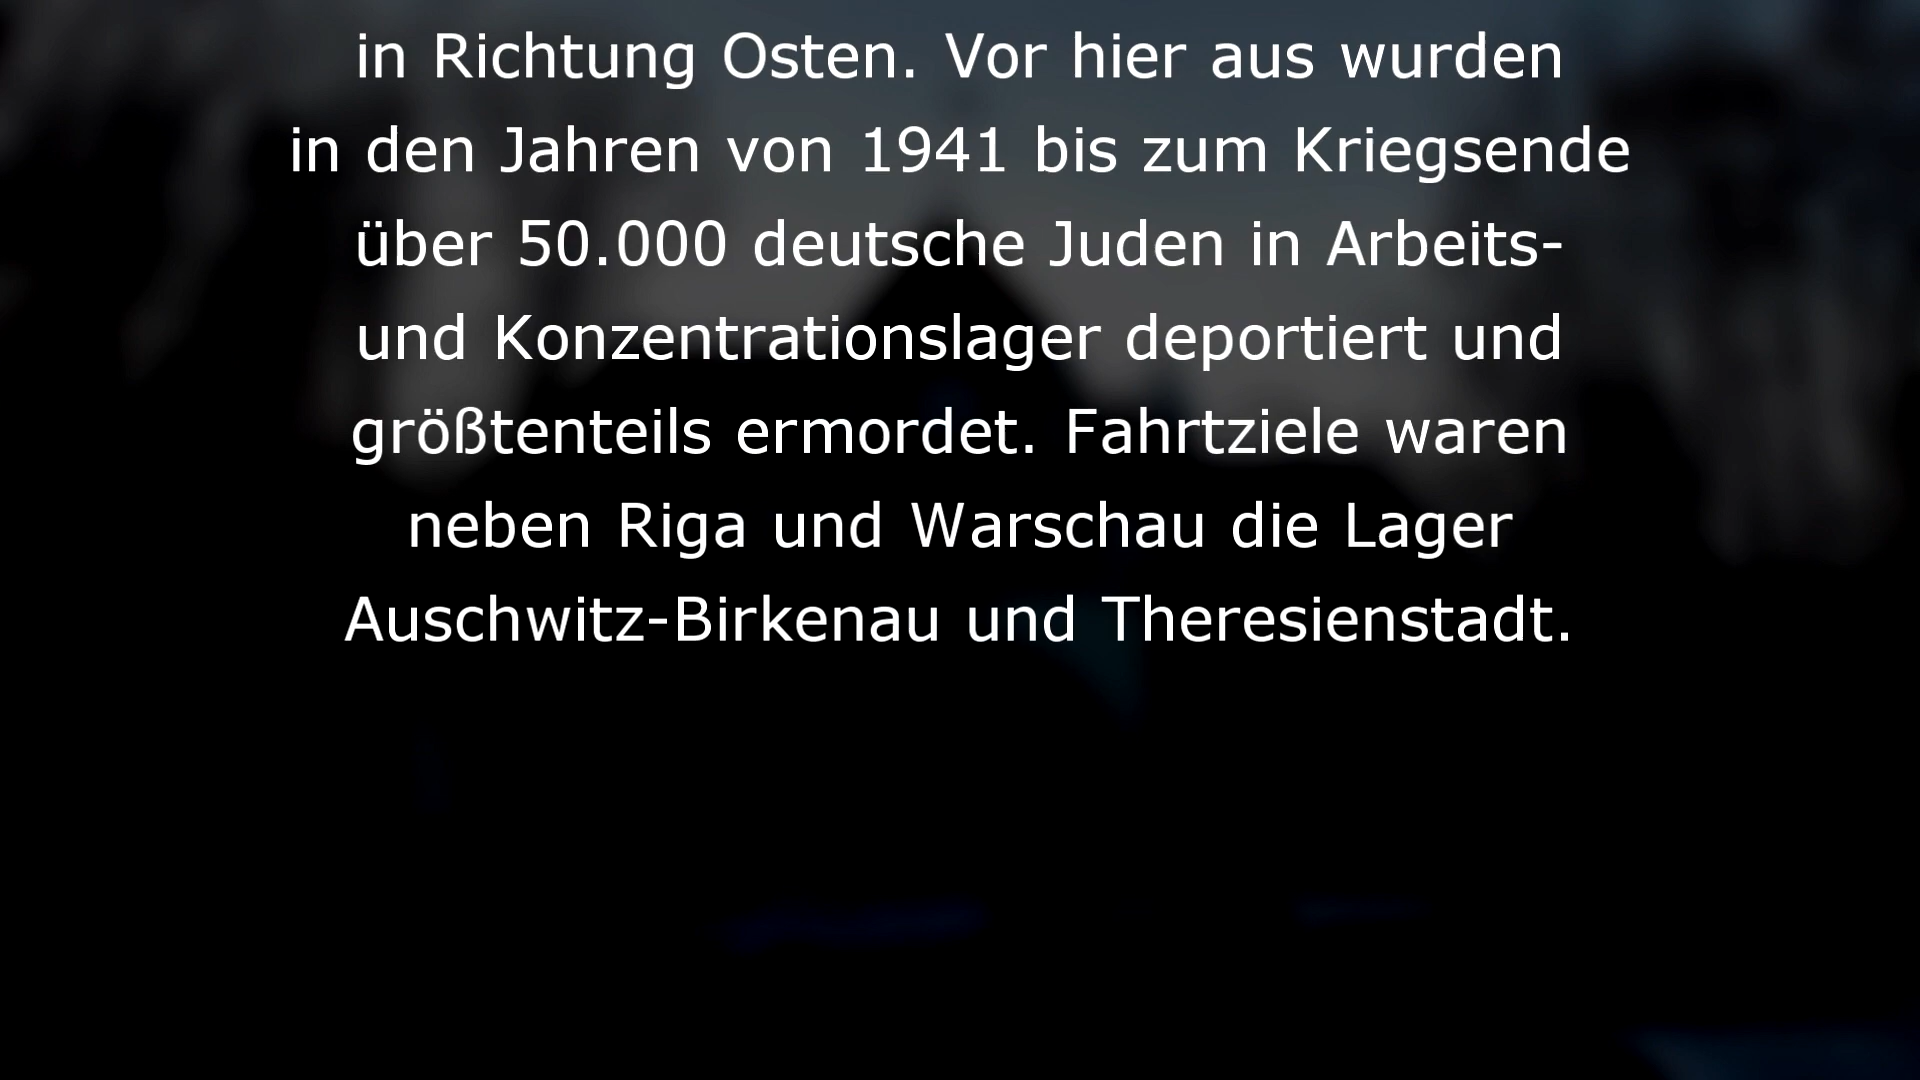 in Richtung Osten. Vor hier aus wurden
in den Jahren von 1941 bis zum Kriegsende
über 50.000 deutsche Juden in Arbeits-
und Konzentrationslager deportiert und
größtenteils ermordet. Fahrtziele waren
neben Riga und Warschau die Lager
Auschwitz-Birkenau und Theresienstadt.